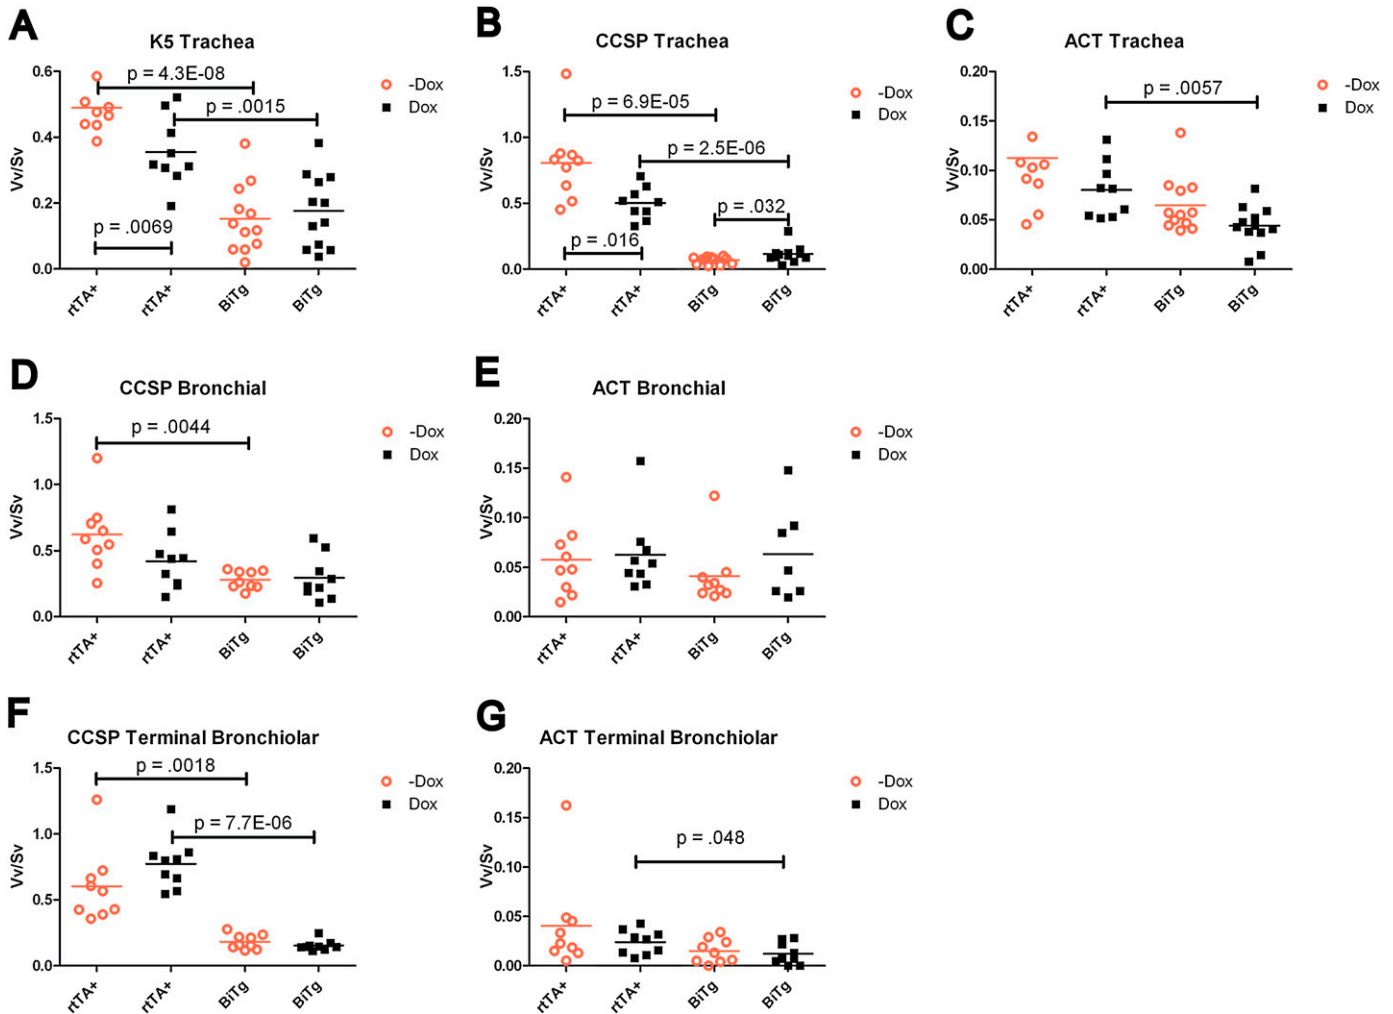 A
K5 Trachea
0.6
0.4
0.2
0.0
Vv/Sv
p = 4.3E-08
p = .0015
p = .0069
-Dox
Dox
rtTA+
rtTA+
BiTg
BiTg
B
CCSP Trachea
1.5
1.0
0.5
0.0
Vv/Sv
p = 6.9E-05
p = 2.5E-06
p = .032
p = .016
-Dox
Dox
rtTA+
rtTA+
BiTg
BiTg
C
ACT Trachea
0.20
0.15
0.10
0.05
0.00
Vv/Sv
p = .0057
-Dox
Dox
rtTA+
rtTA+
BiTg
BiTg
D
CCSP Bronchial
1.5
1.0
0.5
0.0
Vv/Sv
p = .0044
-Dox
Dox
rtTA+
rtTA+
BiTg
BiTg
E
ACT Bronchial
0.20
0.15
0.10
0.05
0.00
Vv/Sv
-Dox
Dox
rtTA+
rtTA+
BiTg
BiTg
F
CCSP Terminal Bronchiolar
1.5
1.0
0.5
0.0
Vv/Sv
p = .0018
p = 7.7E-06
-Dox
Dox
rtTA+
rtTA+
BiTg
BiTg
G
ACT Terminal Bronchiolar
0.20
0.15
0.10
0.05
0.00
Vv/Sv
p = .048
-Dox
Dox
rtTA+
rtTA+
BiTg
BiTg